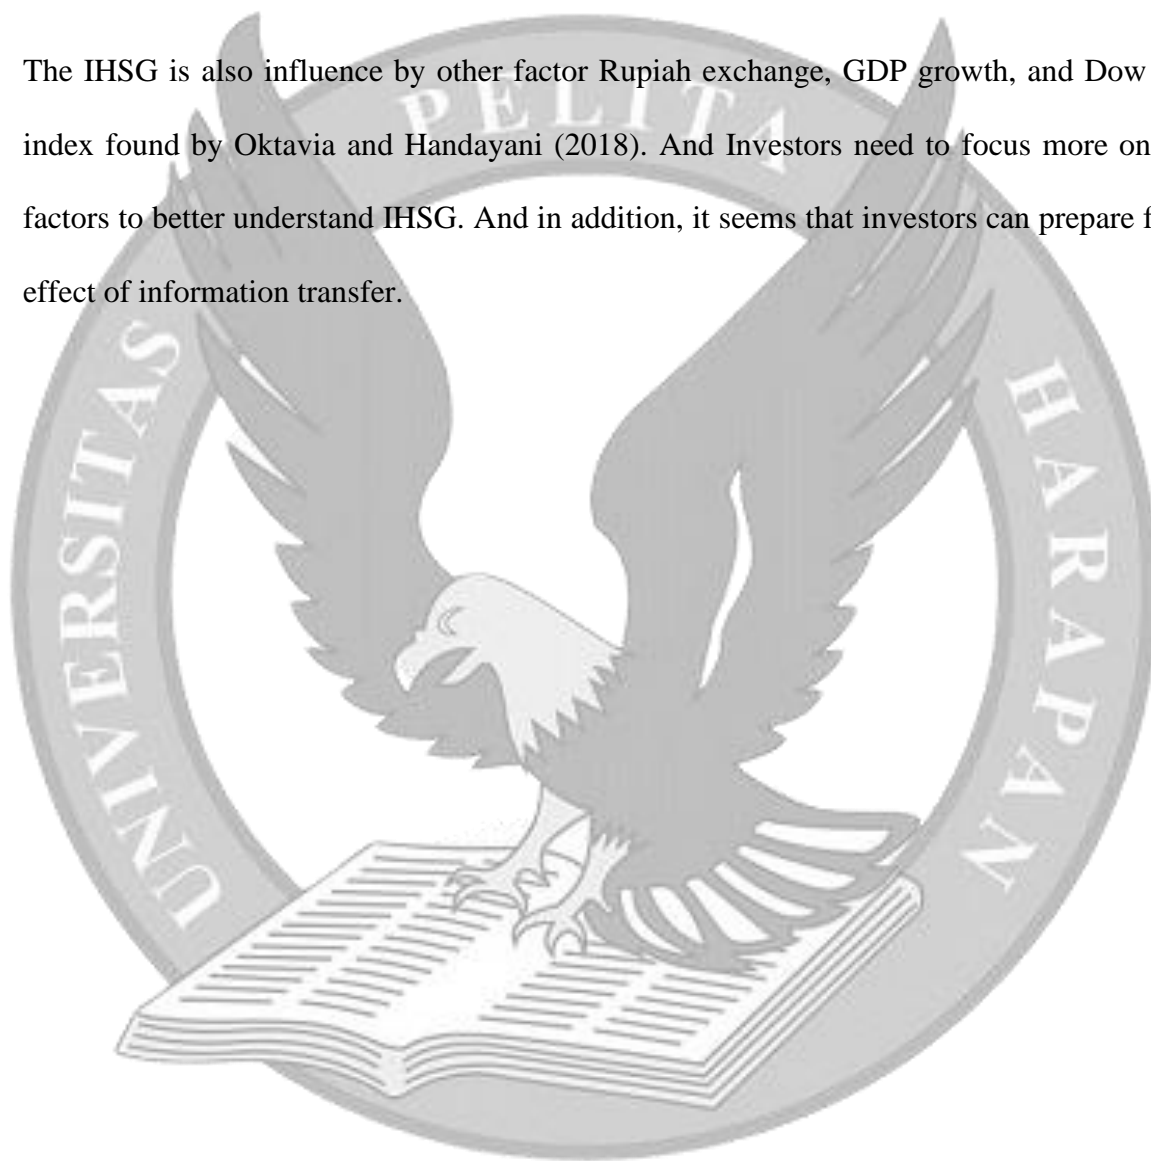 The IHSG is also influence by other factor Rupiah exchange, GDP growth, and Dow
index found by Oktavia and Handayani (2018). And Investors need to focus more on
factors to better understand IHSG. And in addition, it seems that investors can prepare f
effect of information transfer.
UNIVERSITAS PELITA HARAPAN